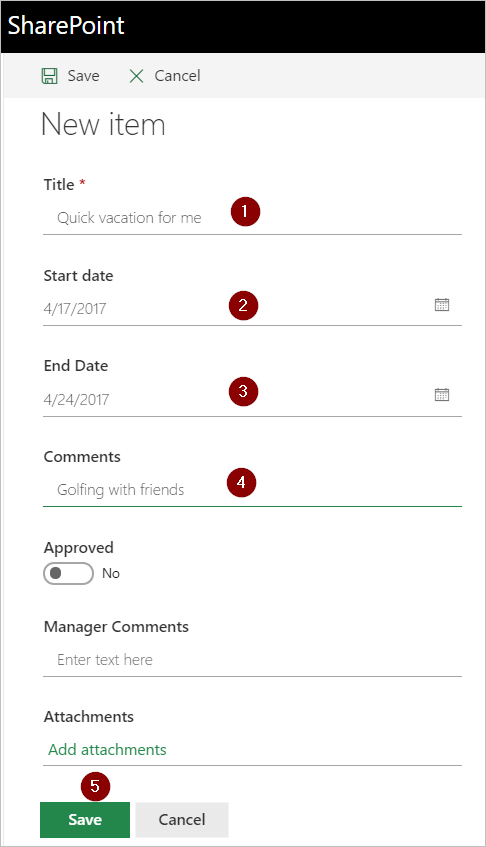 SharePoint
Save Cancel
New item
Title *
Quick vacation for me 1
Start date
4/17/2017 2
End Date
4/24/2017 3
Comments
Golfing with friends 4
Approved
No
Manager Comments
Enter text here
Attachments
Add attachments
5
Save Cancel